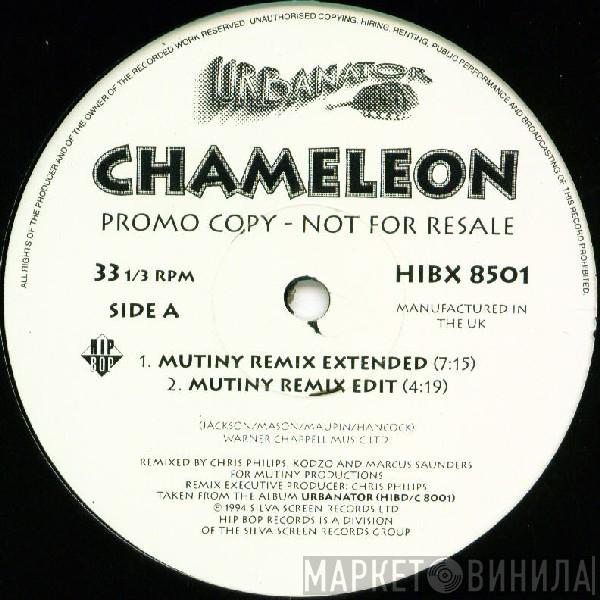 ALL RIGHTS OF THE PRODUCER AND OF THE OWNER OF THE RECORDED WORK RESERVED. UNAUTHORISED COPYING, HIRING, RENTING, PUBLIC PERFORMANCE AND BROADCASTING OF THIS RECORD PROHIBITED.
URBANATOR
CHAMELEON
PROMO COPY - NOT FOR RESALE
33 1/3 RPM
HIBX 8501
SIDE A
MANUFACTURED IN
THE UK
HIP
BOP
1. MUTINY REMIX EXTENDED (7:15)
2. MUTINY REMIX EDIT (4:19)
(JACKSON/MASON/MAUPIN/HANCOCK)
WARNER CHAPPELL MUSIC LTD
REMIXED BY CHRIS PHILIPS, KODZO AND MARCUS SAUNDERS
FOR MUTINY PRODUCTIONS
REMIX EXECUTIVE PRODUCER: CHRIS PHILIPS
TAKEN FROM THE ALBUM URBANATOR (HIBD/C 8001)
℗ 1994 SILVA SCREEN RECORDS LTD
HIP BOP RECORDS IS A DIVISION
OF THE SILVA SCREEN RECORDS GROUP
МАРКЕТ ВИНИЛА